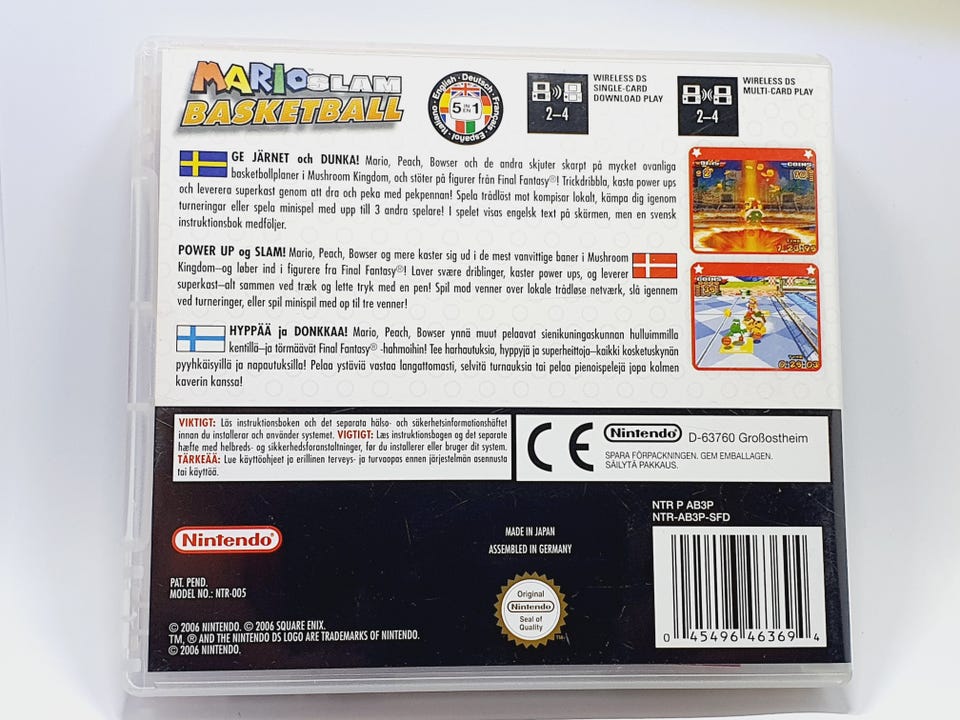 MARIO SLAM
BASKETBALL
English · Deutsch · Français · Español · Italiano
5 IN EN 1
2–4
WIRELESS DS
SINGLE-CARD
DOWNLOAD PLAY
2–4
WIRELESS DS
MULTI-CARD PLAY
GE JÄRNET och DUNKA! Mario, Peach, Bowser och de andra skjuter skarpt på mycket ovanliga
basketbollplaner i Mushroom Kingdom, och stöter på figurer från Final Fantasy®! Trickdribbla, kasta power ups
och leverera superkast genom att dra och peka med pekpennan! Spela trådlöst mot kompisar lokalt, kämpa dig igenom
turneringar eller spela minispel med upp till 3 andra spelare! I spelet visas engelsk text på skärmen, men en svensk
instruktionsbok medföljer.
POWER UP og SLAM! Mario, Peach, Bowser og mere kaster sig ud i de mest vanvittige baner i Mushroom
Kingdom–og løber ind i figurere fra Final Fantasy®! Laver svære driblinger, kaster power ups, og leverer
superkast–alt sammen ved træk og lette tryk med en pen! Spil mod venner over lokale trådløse netværk, slå igennem
ved turneringer, eller spil minispil med op til tre venner!
HYPPÄÄ ja DONKKAA! Mario, Peach, Bowser ynnä muut pelaavat sienikuningaskunnan hulluimmilla
kentillä–ja törmäävät Final Fantasy® -hahmoihin! Tee harhautuksia, hyppyjä ja superheittoja–kaikki kosketuskynän
pyyhkäisyillä ja napautuksilla! Pelaa ystäviä vastaa langattomasti, selvitä turnauksia tai pelaa pienoispelejä jopa kolmen
kaverin kanssa!
COINS
COINS
0:29:03
VIKTIGT: Läs instruktionsboken och det separata hälso- och säkerhetsinformationshäftet
innan du installerar och använder systemet. VIGTIGT: Læs instruktionsbogen og det separate
hæfte med helbreds- og sikkerhedsforanstaltninger, før du installerer eller bruger dit system.
TÄRKEÄÄ: Lue käyttöohjeet ja erillinen terveys- ja turvaopas ennen järjestelmän asennusta
tai käyttöä.
CE
Nintendo D-63760 Großostheim
SPARA FÖRPACKNINGEN. GEM EMBALLAGEN.
SÄILYTÄ PAKKAUS.
NTR P AB3P
NTR-AB3P-SFD
Nintendo
MADE IN JAPAN
ASSEMBLED IN GERMANY
PAT. PEND.
MODEL NO.: NTR-005
Original
Nintendo
Seal of
Quality
TM
© 2006 NINTENDO. © 2006 SQUARE ENIX.
TM, ® AND THE NINTENDO DS LOGO ARE TRADEMARKS OF NINTENDO.
© 2006 NINTENDO.
0 45496 46369 4